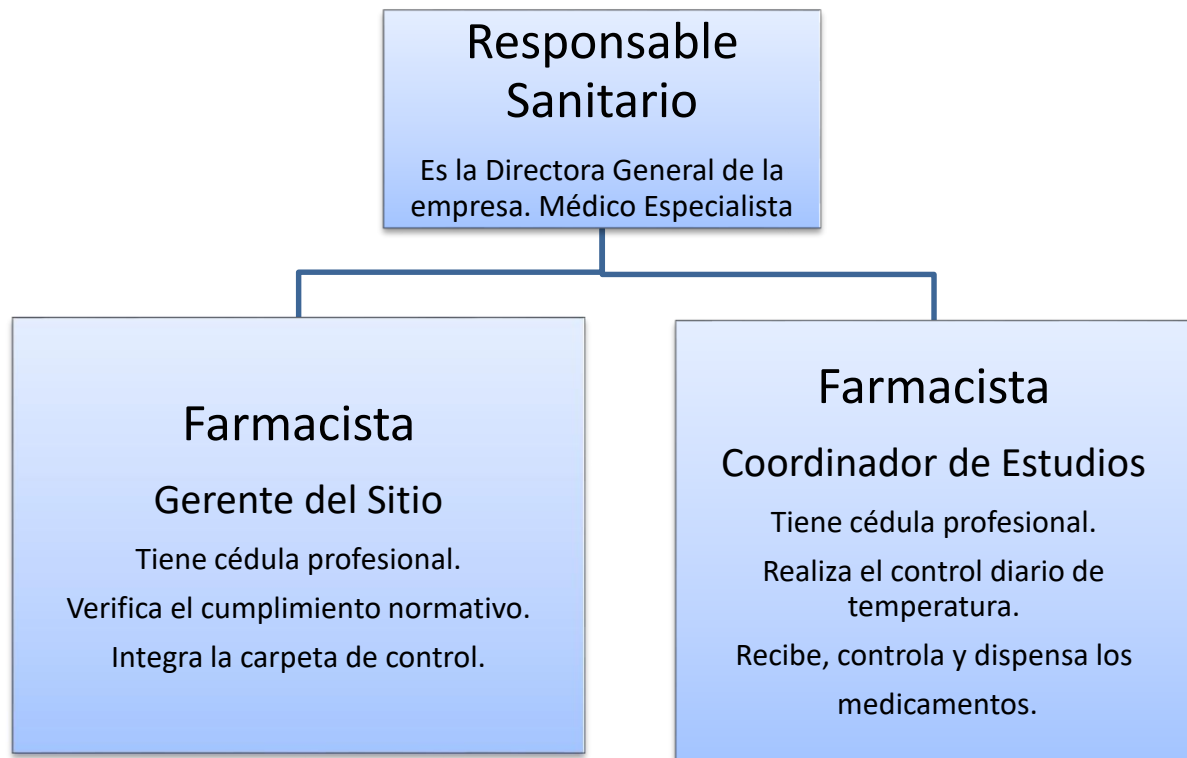 Responsable
Sanitario
Es la Directora General de la
empresa. Médico Especialista
Farmacista
Gerente del Sitio
Tiene cédula profesional.
Verifica el cumplimiento normativo.
Integra la carpeta de control.
Farmacista
Coordinador de Estudios
Tiene cédula profesional.
Realiza el control diario de
temperatura.
Recibe, controla y dispensa los
medicamentos.